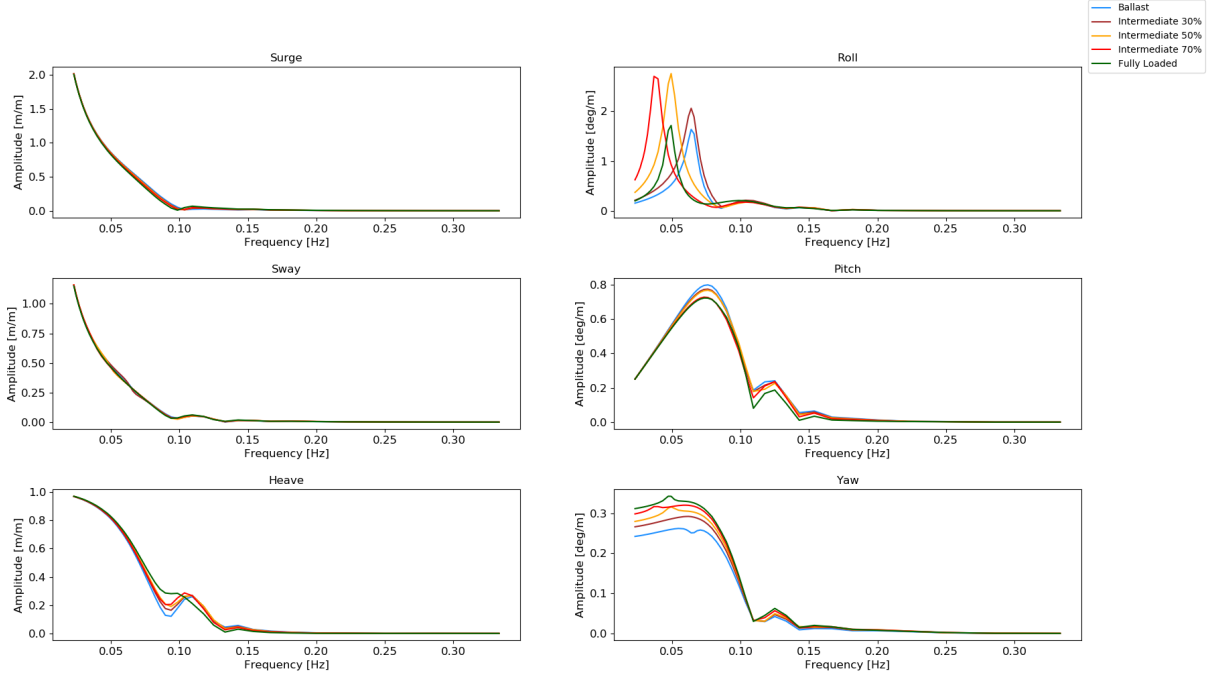 Ballast
Intermediate 30%
Intermediate 50%
Intermediate 70%
Fully Loaded
Surge
Amplitude [m/m]
2.0
1.5
1.0
0.5
0.0
0.05 0.10 0.15 0.20 0.25 0.30
Frequency [Hz]
Roll
Amplitude [deg/m]
2
1
0
0.05 0.10 0.15 0.20 0.25 0.30
Frequency [Hz]
Sway
Amplitude [m/m]
1.00
0.75
0.50
0.25
0.00
0.05 0.10 0.15 0.20 0.25 0.30
Frequency [Hz]
Pitch
Amplitude [deg/m]
0.8
0.6
0.4
0.2
0.0
0.05 0.10 0.15 0.20 0.25 0.30
Frequency [Hz]
Heave
Amplitude [m/m]
1.0
0.8
0.6
0.4
0.2
0.0
0.05 0.10 0.15 0.20 0.25 0.30
Frequency [Hz]
Yaw
Amplitude [deg/m]
0.3
0.2
0.1
0.0
0.05 0.10 0.15 0.20 0.25 0.30
Frequency [Hz]